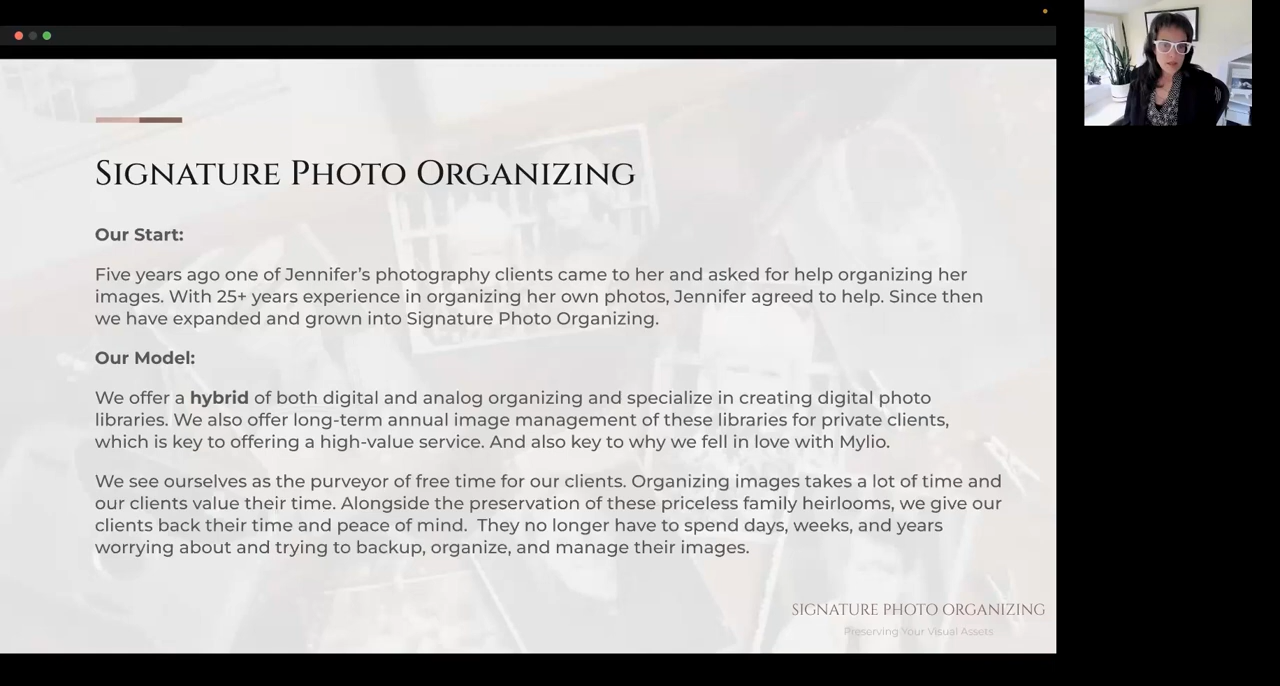 Signature Photo Organizing
Our Start:
Five years ago one of Jennifer’s photography clients came to her and asked for help organizing her
images. With 25+ years experience in organizing her own photos, Jennifer agreed to help. Since then
we have expanded and grown into Signature Photo Organizing.
Our Model:
We offer a hybrid of both digital and analog organizing and specialize in creating digital photo
libraries. We also offer long-term annual image management of these libraries for private clients,
which is key to offering a high-value service. And also key to why we fell in love with Mylio.
We see ourselves as the purveyor of free time for our clients. Organizing images takes a lot of time and
our clients value their time. Alongside the preservation of these priceless family heirlooms, we give our
clients back their time and peace of mind.  They no longer have to spend days, weeks, and years
worrying about and trying to backup, organize, and manage their images.
SIGNATURE PHOTO ORGANIZING
Preserving Your Visual Assets